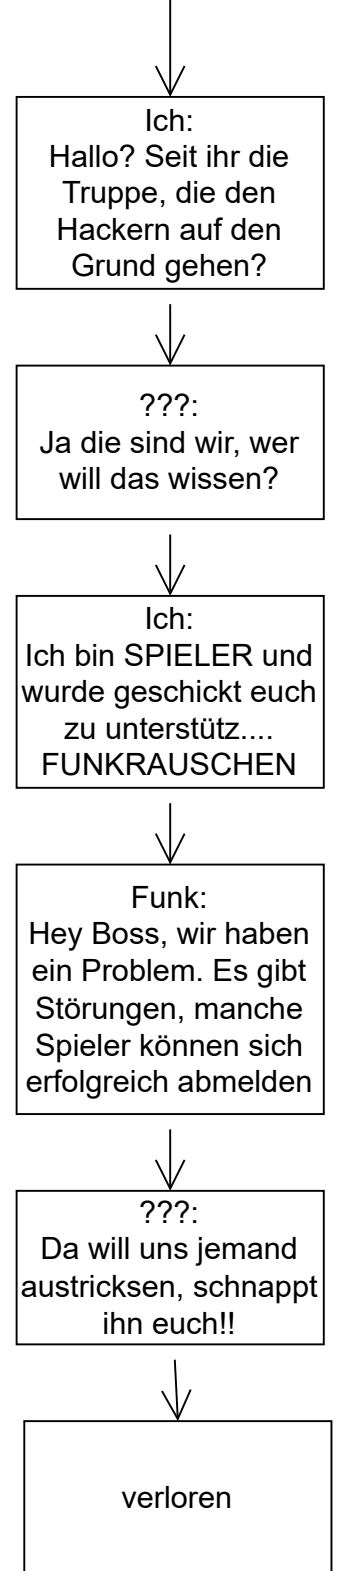 Ich:
Hallo? Seit ihr die
Truppe, die den
Hackern auf den
Grund gehen?
???:
Ja die sind wir, wer
will das wissen?
Ich:
Ich bin SPIELER und
wurde geschickt euch
zu unterstütz....
FUNKRAUSCHEN
Funk:
Hey Boss, wir haben
ein Problem. Es gibt
Störungen, manche
Spieler können sich
erfolgreich abmelden
???:
Da will uns jemand
austricksen, schnappt
ihn euch!!
verloren